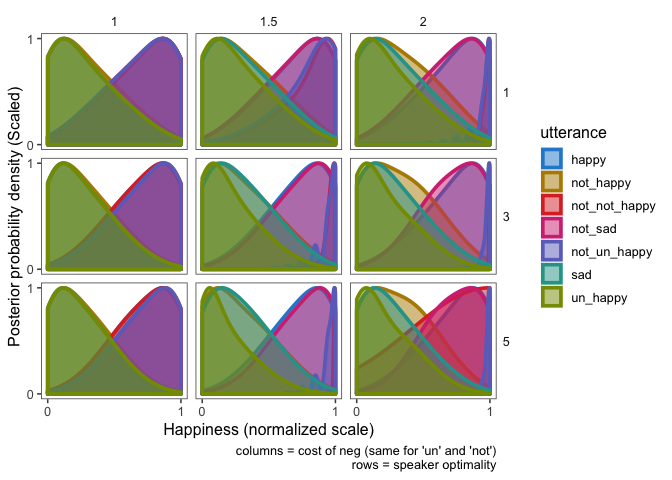 1 1.5 2
1
0
1
1
0
3
1
0
5
0 1 0 1 0 1
Posterior probability density (Scaled)
Happiness (normalized scale)
columns = cost of neg (same for 'un' and 'not')
rows = speaker optimality
utterance
happy
not_happy
not_not_happy
not_sad
not_un_happy
sad
un_happy